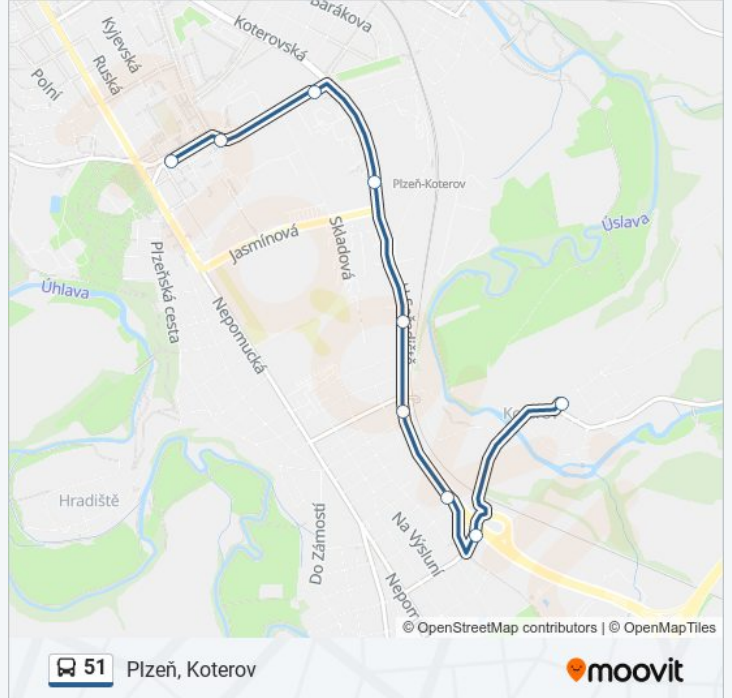 Barákova
Koterovská
Kyjevská
Ruská
Polní
Plzeň-Koterov
Úslava
Skladová
Jasmínová
Plzeňská cesta
Úhlava
Nepomucká
Hradiště
Na Výsluní
Do Zámostí
Nepom
© OpenStreetMap contributors | © OpenMapTiles
51 Plzeň, Koterov
moovit